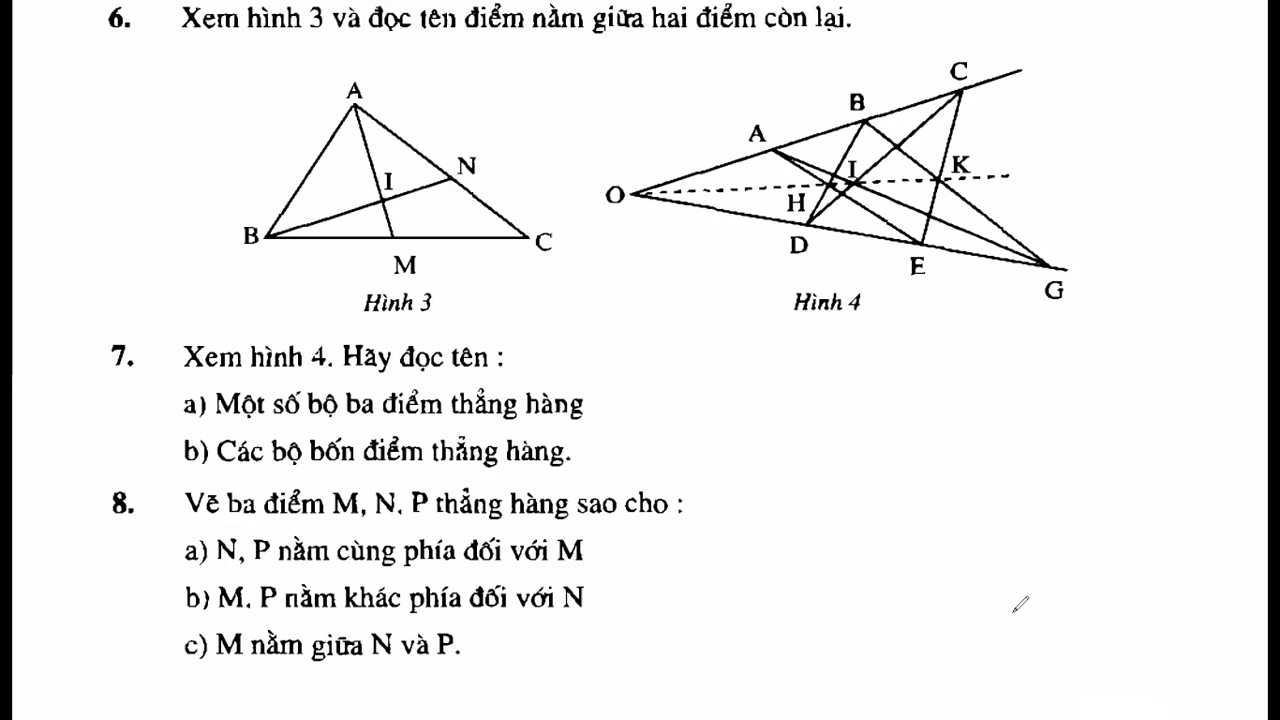 6. Xem hình 3 và đọc tên điểm nằm giữa hai điểm còn lại.
A
N
I
B
C
M
Hình 3
C
B
A
I
K
O
H
D
E
G
Hình 4
7. Xem hình 4. Hãy đọc tên :
a) Một số bộ ba điểm thẳng hàng
b) Các bộ bốn điểm thẳng hàng.
8. Vẽ ba điểm M, N, P thẳng hàng sao cho :
a) N, P nằm cùng phía đối với M
b) M, P nằm khác phía đối với N
c) M nằm giữa N và P.